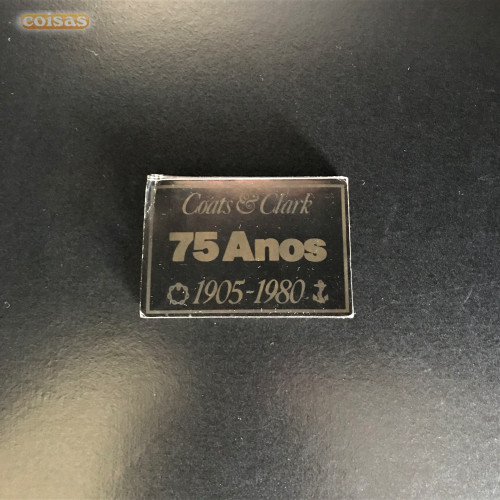 coisas
Coats & Clark
75 Anos
1905-1980